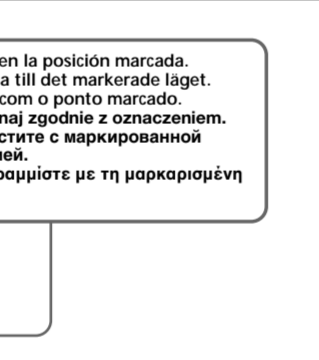 en la posición marcada.
a till det markerade läget.
com o ponto marcado.
naj zgodnie z oznaczeniem.
стите с маркированной
ей.
ραμμίστε με τη μαρκαρισμένη